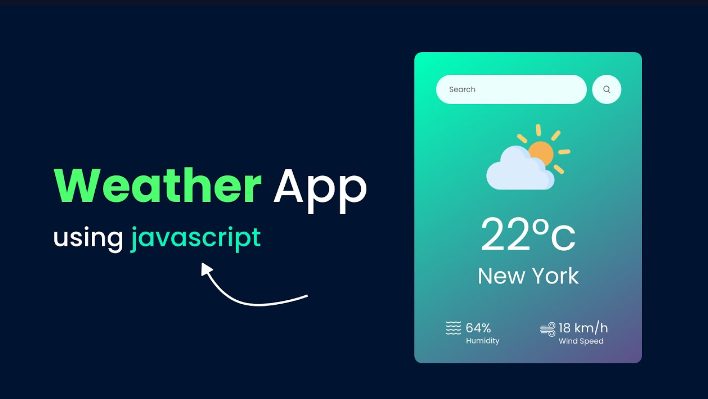 Weather App
using javascript
Search
22°c
New York
64%
Humidity
18 km/h
Wind Speed